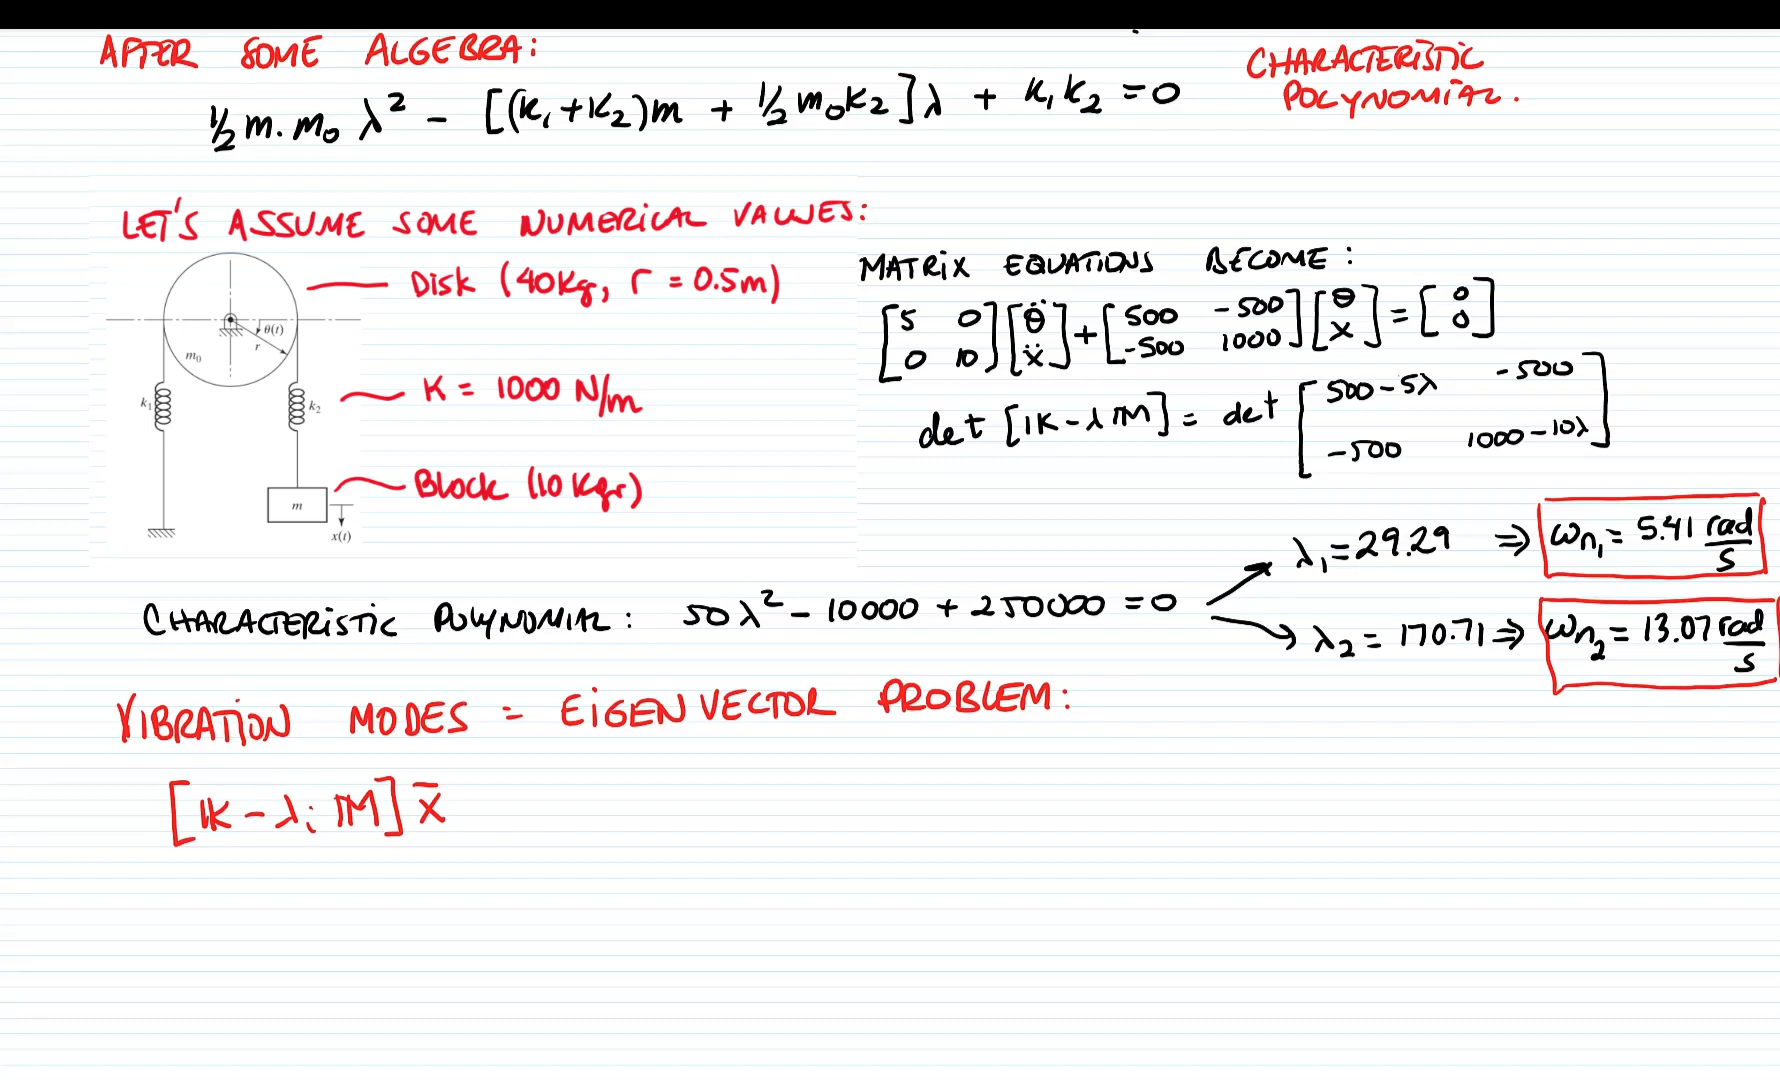 AFTER SOME ALGEBRA:
½ m. m₀ λ² - [(k₁+k₂)m + ½ m₀k₂]λ + k₁k₂ = 0
CHARACTERISTIC
POLYNOMIAL.
LET'S ASSUME SOME NUMERICAL VALUES:
Disk (40kg, r = 0.5m)
θ(t)
r
m₀
k₁
k₂
K = 1000 N/m
Block (10 Kgr)
m
x(t)
MATRIX EQUATIONS BECOME:
[5 0; 0 10][θ̈; ẍ] + [500 -500; -500 1000][θ; x] = [0; 0]
det [K - λM] = det [500-5λ -500; -500 1000-10λ]
CHARACTERISTIC POLYNOMIAL: 50λ² - 10000 + 250000 = 0
λ₁ = 29.29 ⇒ ωn₁ = 5.41 rad/s
λ₂ = 170.71 ⇒ ωn₂ = 13.07 rad/s
VIBRATION MODES = EIGENVECTOR PROBLEM:
[K - λᵢ M] x̄